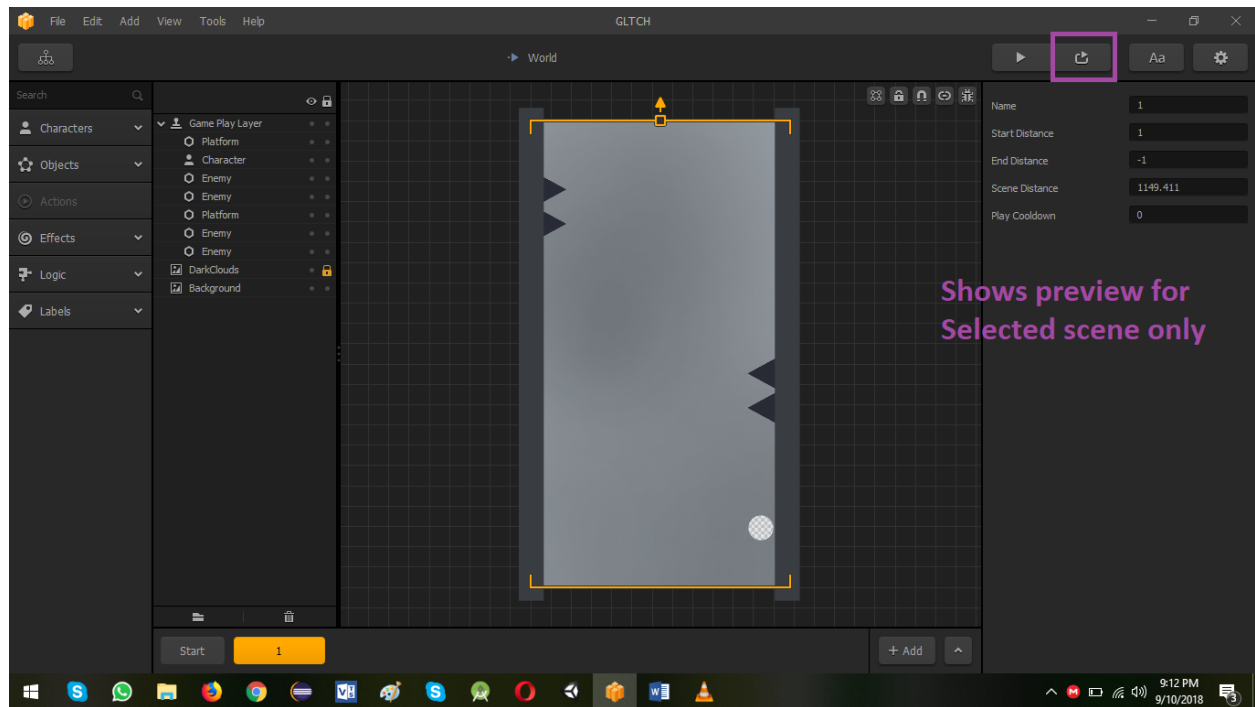 File Edit Add View Tools Help
GLTCH
World
Aa
Search
Characters
Objects
Actions
Effects
Logic
Labels
Game Play Layer
Platform
Character
Enemy
Enemy
Platform
Enemy
Enemy
DarkClouds
Background
Name 1
Start Distance 1
End Distance -1
Scene Distance 1149.411
Play Cooldown 0
Shows preview for
Selected scene only
Start 1
+ Add
9:12 PM
9/10/2018
3